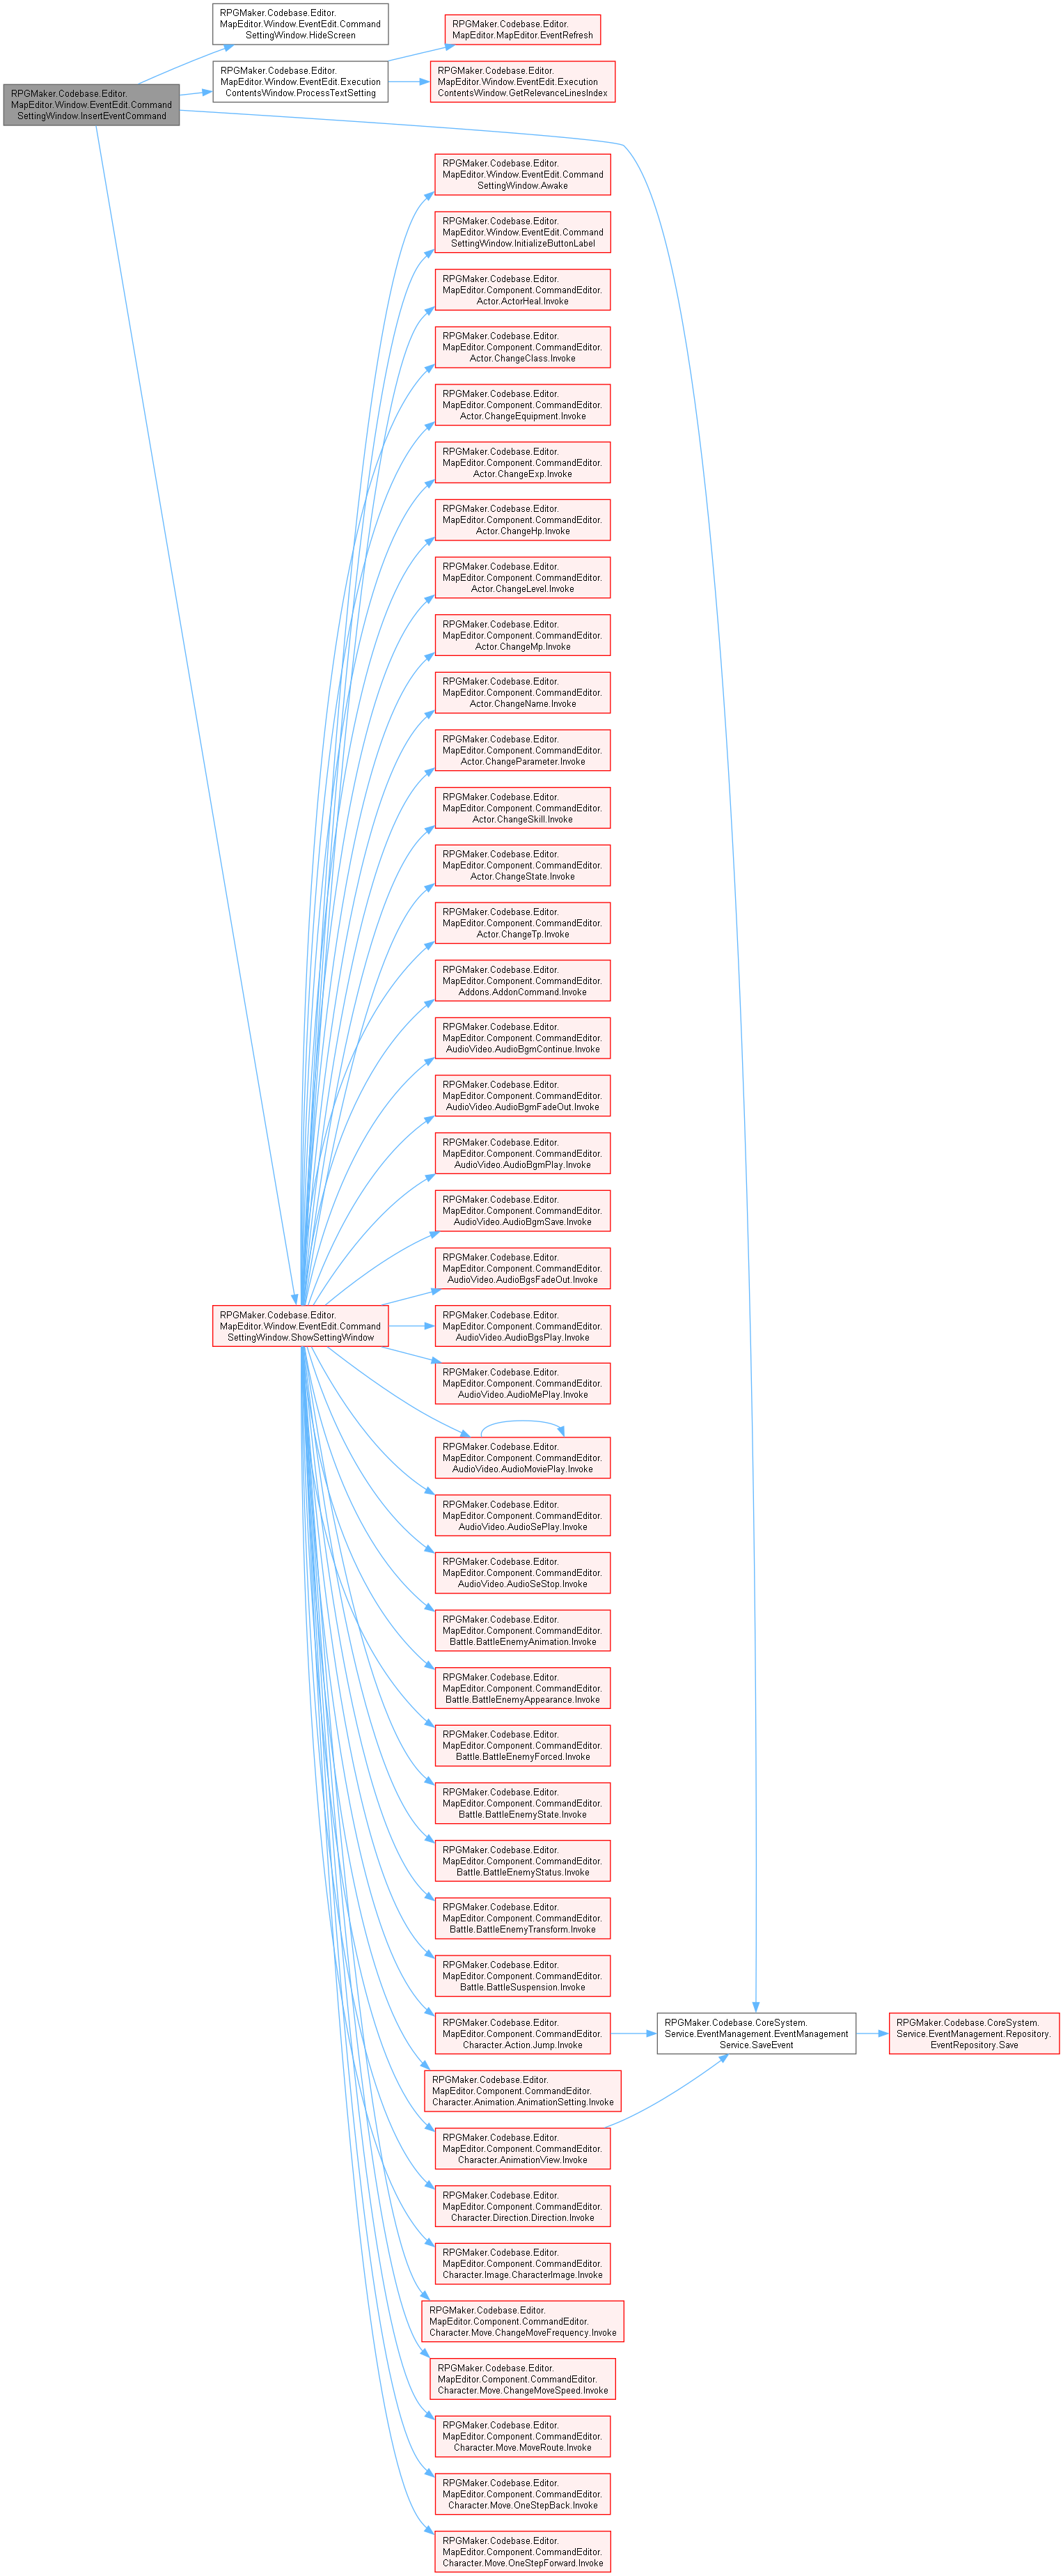 RPGMaker.Codebase.Editor.
MapEditor.Window.EventEdit.Command
SettingWindow.HideScreen
RPGMaker.Codebase.Editor.
MapEditor.MapEditor.EventRefresh
RPGMaker.Codebase.Editor.
MapEditor.Window.EventEdit.Execution
ContentsWindow.ProcessTextSetting
RPGMaker.Codebase.Editor.
MapEditor.Window.EventEdit.Execution
ContentsWindow.GetRelevanceLinesIndex
RPGMaker.Codebase.Editor.
MapEditor.Window.EventEdit.Command
SettingWindow.InsertEventCommand
RPGMaker.Codebase.Editor.
MapEditor.Window.EventEdit.Command
SettingWindow.Awake
RPGMaker.Codebase.Editor.
MapEditor.Window.EventEdit.Command
SettingWindow.InitializeButtonLabel
RPGMaker.Codebase.Editor.
MapEditor.Component.CommandEditor.
Actor.ActorHeal.Invoke
RPGMaker.Codebase.Editor.
MapEditor.Component.CommandEditor.
Actor.ChangeClass.Invoke
RPGMaker.Codebase.Editor.
MapEditor.Component.CommandEditor.
Actor.ChangeEquipment.Invoke
RPGMaker.Codebase.Editor.
MapEditor.Component.CommandEditor.
Actor.ChangeExp.Invoke
RPGMaker.Codebase.Editor.
MapEditor.Component.CommandEditor.
Actor.ChangeHp.Invoke
RPGMaker.Codebase.Editor.
MapEditor.Component.CommandEditor.
Actor.ChangeLevel.Invoke
RPGMaker.Codebase.Editor.
MapEditor.Component.CommandEditor.
Actor.ChangeMp.Invoke
RPGMaker.Codebase.Editor.
MapEditor.Component.CommandEditor.
Actor.ChangeName.Invoke
RPGMaker.Codebase.Editor.
MapEditor.Component.CommandEditor.
Actor.ChangeParameter.Invoke
RPGMaker.Codebase.Editor.
MapEditor.Component.CommandEditor.
Actor.ChangeSkill.Invoke
RPGMaker.Codebase.Editor.
MapEditor.Component.CommandEditor.
Actor.ChangeState.Invoke
RPGMaker.Codebase.Editor.
MapEditor.Component.CommandEditor.
Actor.ChangeTp.Invoke
RPGMaker.Codebase.Editor.
MapEditor.Component.CommandEditor.
Addons.AddonCommand.Invoke
RPGMaker.Codebase.Editor.
MapEditor.Component.CommandEditor.
AudioVideo.AudioBgmContinue.Invoke
RPGMaker.Codebase.Editor.
MapEditor.Component.CommandEditor.
AudioVideo.AudioBgmFadeOut.Invoke
RPGMaker.Codebase.Editor.
MapEditor.Component.CommandEditor.
AudioVideo.AudioBgmPlay.Invoke
RPGMaker.Codebase.Editor.
MapEditor.Component.CommandEditor.
AudioVideo.AudioBgmSave.Invoke
RPGMaker.Codebase.Editor.
MapEditor.Component.CommandEditor.
AudioVideo.AudioBgsFadeOut.Invoke
RPGMaker.Codebase.Editor.
MapEditor.Window.EventEdit.Command
SettingWindow.ShowSettingWindow
RPGMaker.Codebase.Editor.
MapEditor.Component.CommandEditor.
AudioVideo.AudioBgsPlay.Invoke
RPGMaker.Codebase.Editor.
MapEditor.Component.CommandEditor.
AudioVideo.AudioMePlay.Invoke
RPGMaker.Codebase.Editor.
MapEditor.Component.CommandEditor.
AudioVideo.AudioMoviePlay.Invoke
RPGMaker.Codebase.Editor.
MapEditor.Component.CommandEditor.
AudioVideo.AudioSePlay.Invoke
RPGMaker.Codebase.Editor.
MapEditor.Component.CommandEditor.
AudioVideo.AudioSeStop.Invoke
RPGMaker.Codebase.Editor.
MapEditor.Component.CommandEditor.
Battle.BattleEnemyAnimation.Invoke
RPGMaker.Codebase.Editor.
MapEditor.Component.CommandEditor.
Battle.BattleEnemyAppearance.Invoke
RPGMaker.Codebase.Editor.
MapEditor.Component.CommandEditor.
Battle.BattleEnemyForced.Invoke
RPGMaker.Codebase.Editor.
MapEditor.Component.CommandEditor.
Battle.BattleEnemyState.Invoke
RPGMaker.Codebase.Editor.
MapEditor.Component.CommandEditor.
Battle.BattleEnemyStatus.Invoke
RPGMaker.Codebase.Editor.
MapEditor.Component.CommandEditor.
Battle.BattleEnemyTransform.Invoke
RPGMaker.Codebase.Editor.
MapEditor.Component.CommandEditor.
Battle.BattleSuspension.Invoke
RPGMaker.Codebase.Editor.
MapEditor.Component.CommandEditor.
Character.Action.Jump.Invoke
RPGMaker.Codebase.CoreSystem.
Service.EventManagement.EventManagement
Service.SaveEvent
RPGMaker.Codebase.CoreSystem.
Service.EventManagement.Repository.
EventRepository.Save
RPGMaker.Codebase.Editor.
MapEditor.Component.CommandEditor.
Character.Animation.AnimationSetting.Invoke
RPGMaker.Codebase.Editor.
MapEditor.Component.CommandEditor.
Character.AnimationView.Invoke
RPGMaker.Codebase.Editor.
MapEditor.Component.CommandEditor.
Character.Direction.Direction.Invoke
RPGMaker.Codebase.Editor.
MapEditor.Component.CommandEditor.
Character.Image.CharacterImage.Invoke
RPGMaker.Codebase.Editor.
MapEditor.Component.CommandEditor.
Character.Move.ChangeMoveFrequency.Invoke
RPGMaker.Codebase.Editor.
MapEditor.Component.CommandEditor.
Character.Move.ChangeMoveSpeed.Invoke
RPGMaker.Codebase.Editor.
MapEditor.Component.CommandEditor.
Character.Move.MoveRoute.Invoke
RPGMaker.Codebase.Editor.
MapEditor.Component.CommandEditor.
Character.Move.OneStepBack.Invoke
RPGMaker.Codebase.Editor.
MapEditor.Component.CommandEditor.
Character.Move.OneStepForward.Invoke